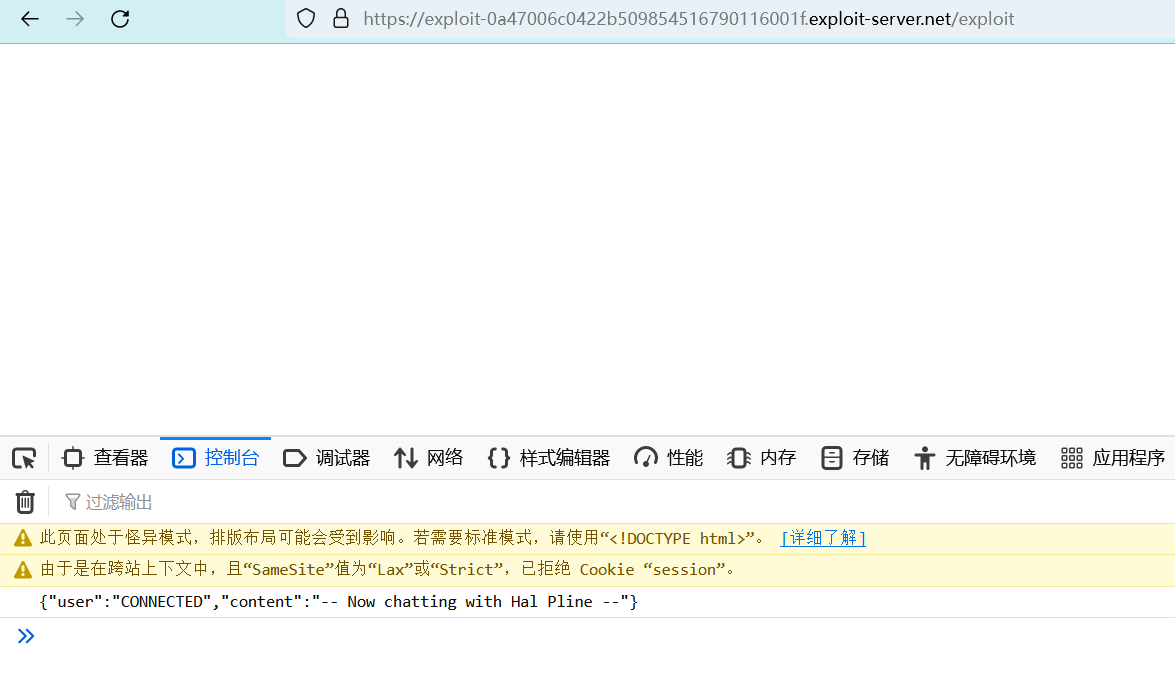 https://exploit-0a47006c0422b509854516790116001f.exploit-server.net/exploit
查看器 控制台 调试器 网络 样式编辑器 性能 内存 存储 无障碍环境 应用程序
过滤输出
此页面处于怪异模式，排版布局可能会受到影响。若需要标准模式，请使用“<!DOCTYPE html>”。 [详细了解]
由于是在跨站上下文中，且“SameSite”值为“Lax”或“Strict”，已拒绝 Cookie “session”。
{"user":"CONNECTED","content":"-- Now chatting with Hal Pline --"}